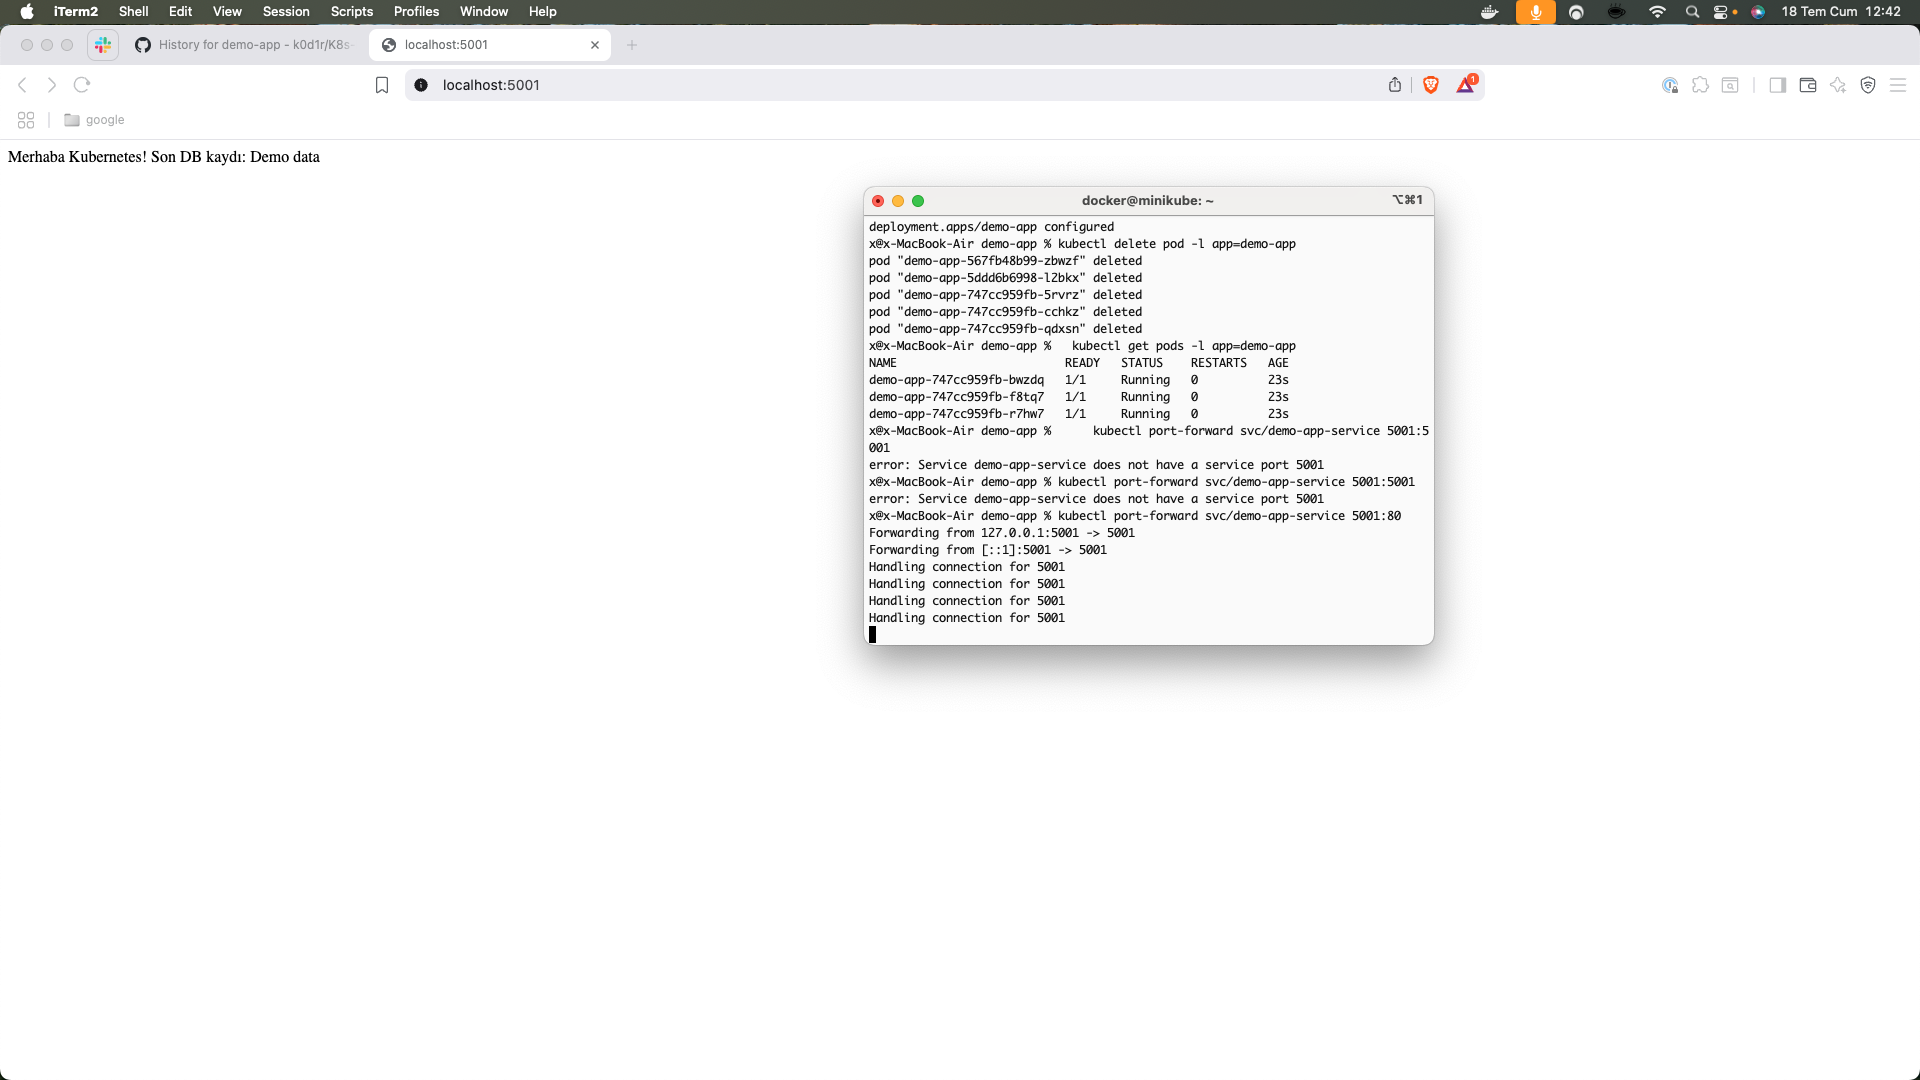 iTerm2 Shell Edit View Session Scripts Profiles Window Help 18 Tem Cum 12:42
History for demo-app - k0d1r/K8s- localhost:5001
localhost:5001 1
google
Merhaba Kubernetes! Son DB kaydı: Demo data
docker@minikube: ~ ⌥⌘1
deployment.apps/demo-app configured
x@x-MacBook-Air demo-app % kubectl delete pod -l app=demo-app
pod "demo-app-567fb48b99-zbwzf" deleted
pod "demo-app-5ddd6b6998-l2bkx" deleted
pod "demo-app-747cc959fb-5rvrz" deleted
pod "demo-app-747cc959fb-cchkz" deleted
pod "demo-app-747cc959fb-qdxsn" deleted
x@x-MacBook-Air demo-app %   kubectl get pods -l app=demo-app
NAME                        READY   STATUS    RESTARTS   AGE
demo-app-747cc959fb-bwzdq   1/1     Running   0          23s
demo-app-747cc959fb-f8tq7   1/1     Running   0          23s
demo-app-747cc959fb-r7hw7   1/1     Running   0          23s
x@x-MacBook-Air demo-app %      kubectl port-forward svc/demo-app-service 5001:5
001
error: Service demo-app-service does not have a service port 5001
x@x-MacBook-Air demo-app % kubectl port-forward svc/demo-app-service 5001:5001
error: Service demo-app-service does not have a service port 5001
x@x-MacBook-Air demo-app % kubectl port-forward svc/demo-app-service 5001:80
Forwarding from 127.0.0.1:5001 -> 5001
Forwarding from [::1]:5001 -> 5001
Handling connection for 5001
Handling connection for 5001
Handling connection for 5001
Handling connection for 5001